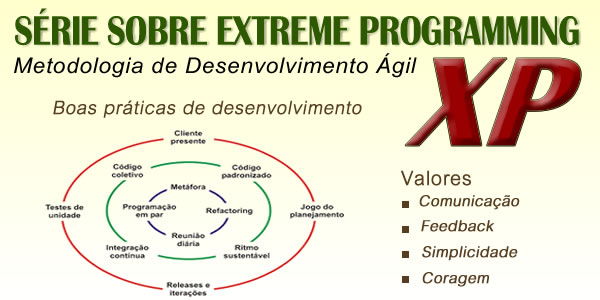 SÉRIE SOBRE EXTREME PROGRAMMING
Metodologia de Desenvolvimento Ágil
XP
Boas práticas de desenvolvimento
Cliente
presente
Código
coletivo
Código
padronizado
Metáfora
Testes de
unidade
Programação
em par
Refactoring
Jogo do
planejamento
Reunião
diária
Integração
contínua
Ritmo
sustentável
Releases e
iterações
Valores
Comunicação
Feedback
Simplicidade
Coragem